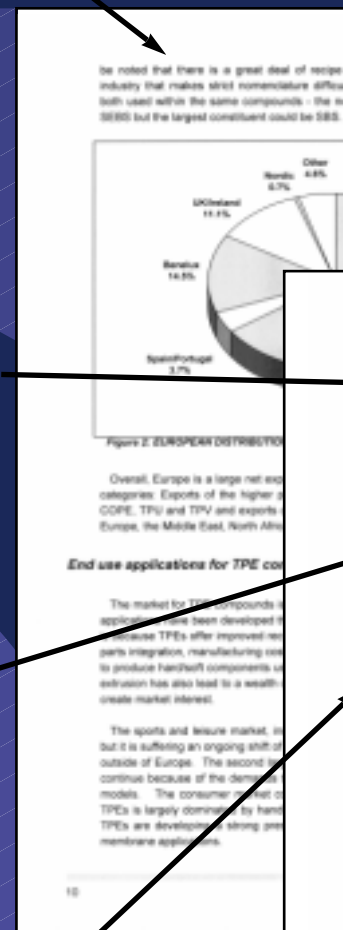 be noted that there is a great deal of recipe
industry that makes strict nomenclature difficu
both used within the same compounds - the n
SEBS but the largest constituent could be SBS.
Other
4.6%
Nordic
0.7%
UK/Ireland
11.1%
Benelux
14.5%
Spain/Portugal
3.7%
Figure 2. EUROPEAN DISTRIBUTIO
Overall, Europe is a large net exp
categories: Exports of the higher p
COPE, TPU and TPV and exports
Europe, the Middle East, North Afri
End use applications for TPE co
The market for TPE compounds is
applications have been developed
because TPEs offer improved rec
parts integration, manufacturing cos
to produce hard/soft components u
extrusion has also lead to a wealth
create market interest.
The sports and leisure market, in
but it is suffering an ongoing shift of
outside of Europe. The second
continue because of the demands
models. The consumer market c
TPEs is largely dominated by hand
TPEs are developing a strong pre
membrane applications.
10